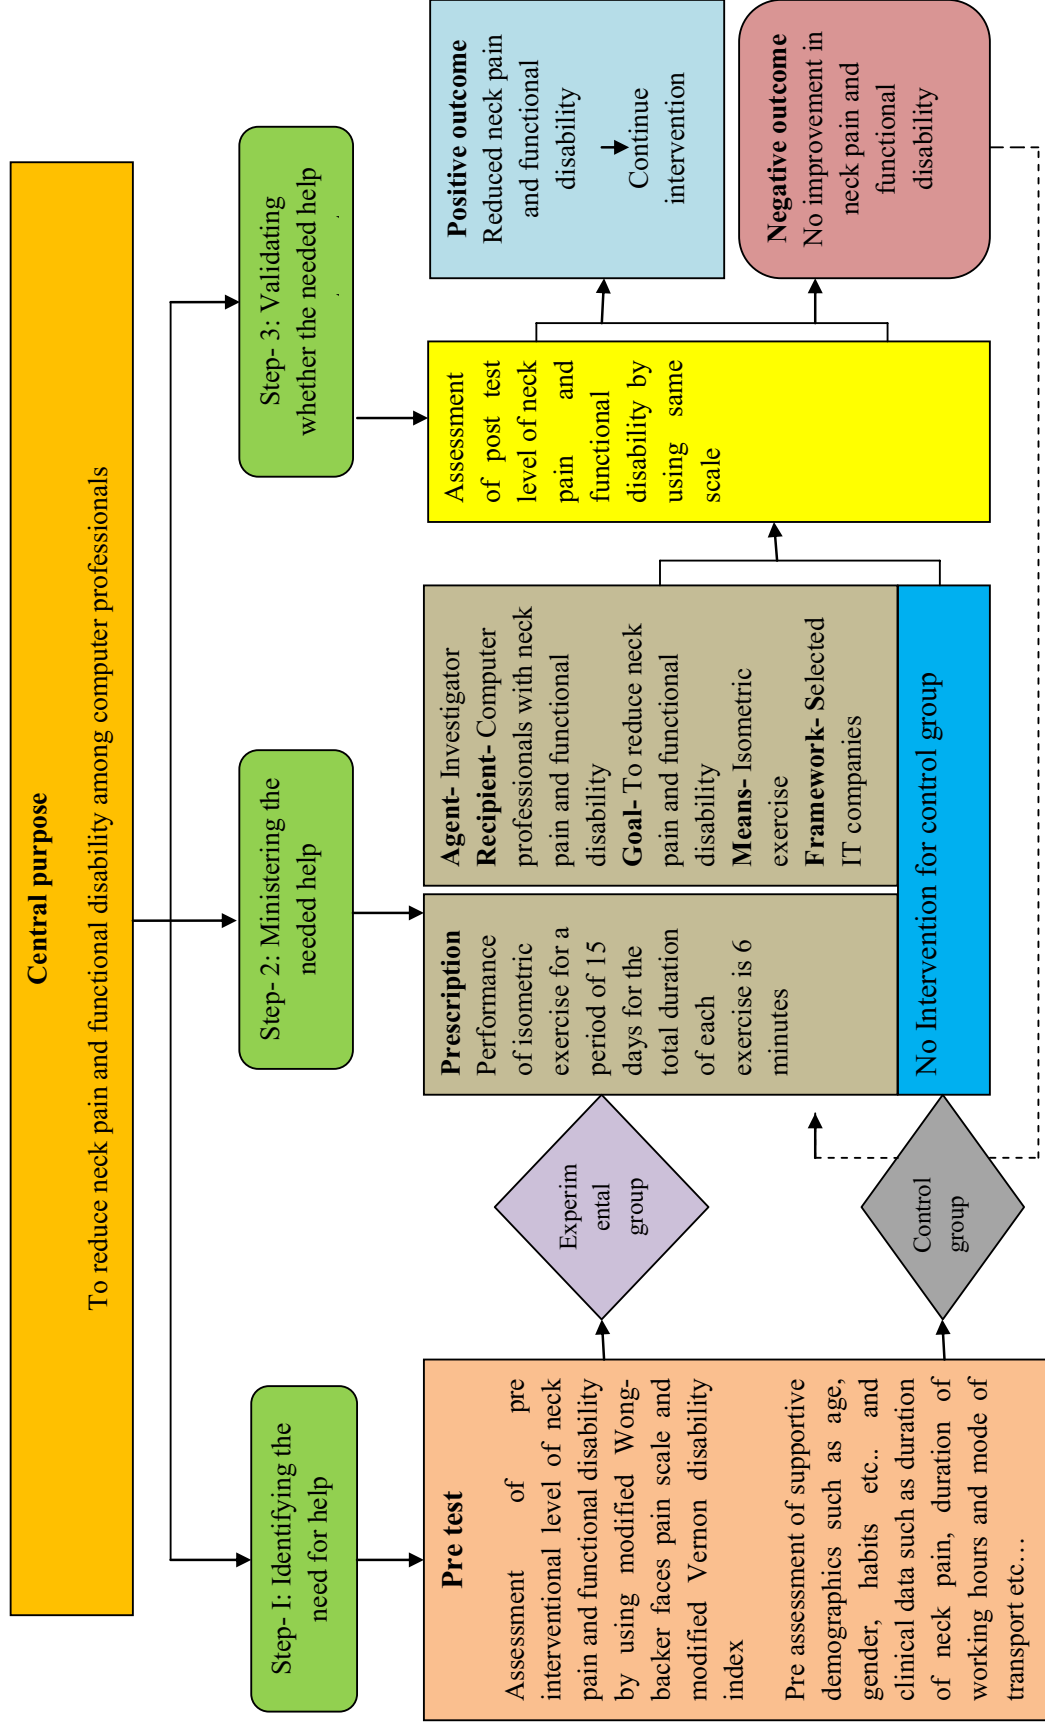 Central purpose
To reduce neck pain and functional disability among computer professionals
Step- I: Identifying the
need for help
Step- 2: Ministering the
needed help
Step- 3: Validating
whether the needed help
Pre test
Assessment of pre
interventional level of neck
pain and functional disability
by using modified Wong-
backer faces pain scale and
modified Vernon disability
index
Pre assessment of supportive
demographics such as age,
gender, habits etc.. and
clinical data such as duration
of neck pain, duration of
working hours and mode of
transport etc…
Experim
ental
group
Control
group
Prescription
Performance
of isometric
exercise for a
period of 15
days for the
total duration
of each
exercise is 6
minutes
Agent- Investigator
Recipient- Computer
professionals with neck
pain and functional
disability
Goal- To reduce neck
pain and functional
disability
Means- Isometric
exercise
Framework- Selected
IT companies
No Intervention for control group
Assessment
of post test
level of neck
pain and
functional
disability by
using same
scale
Positive outcome
Reduced neck pain
and functional
disability
Continue
intervention
Negative outcome
No improvement in
neck pain and
functional
disability